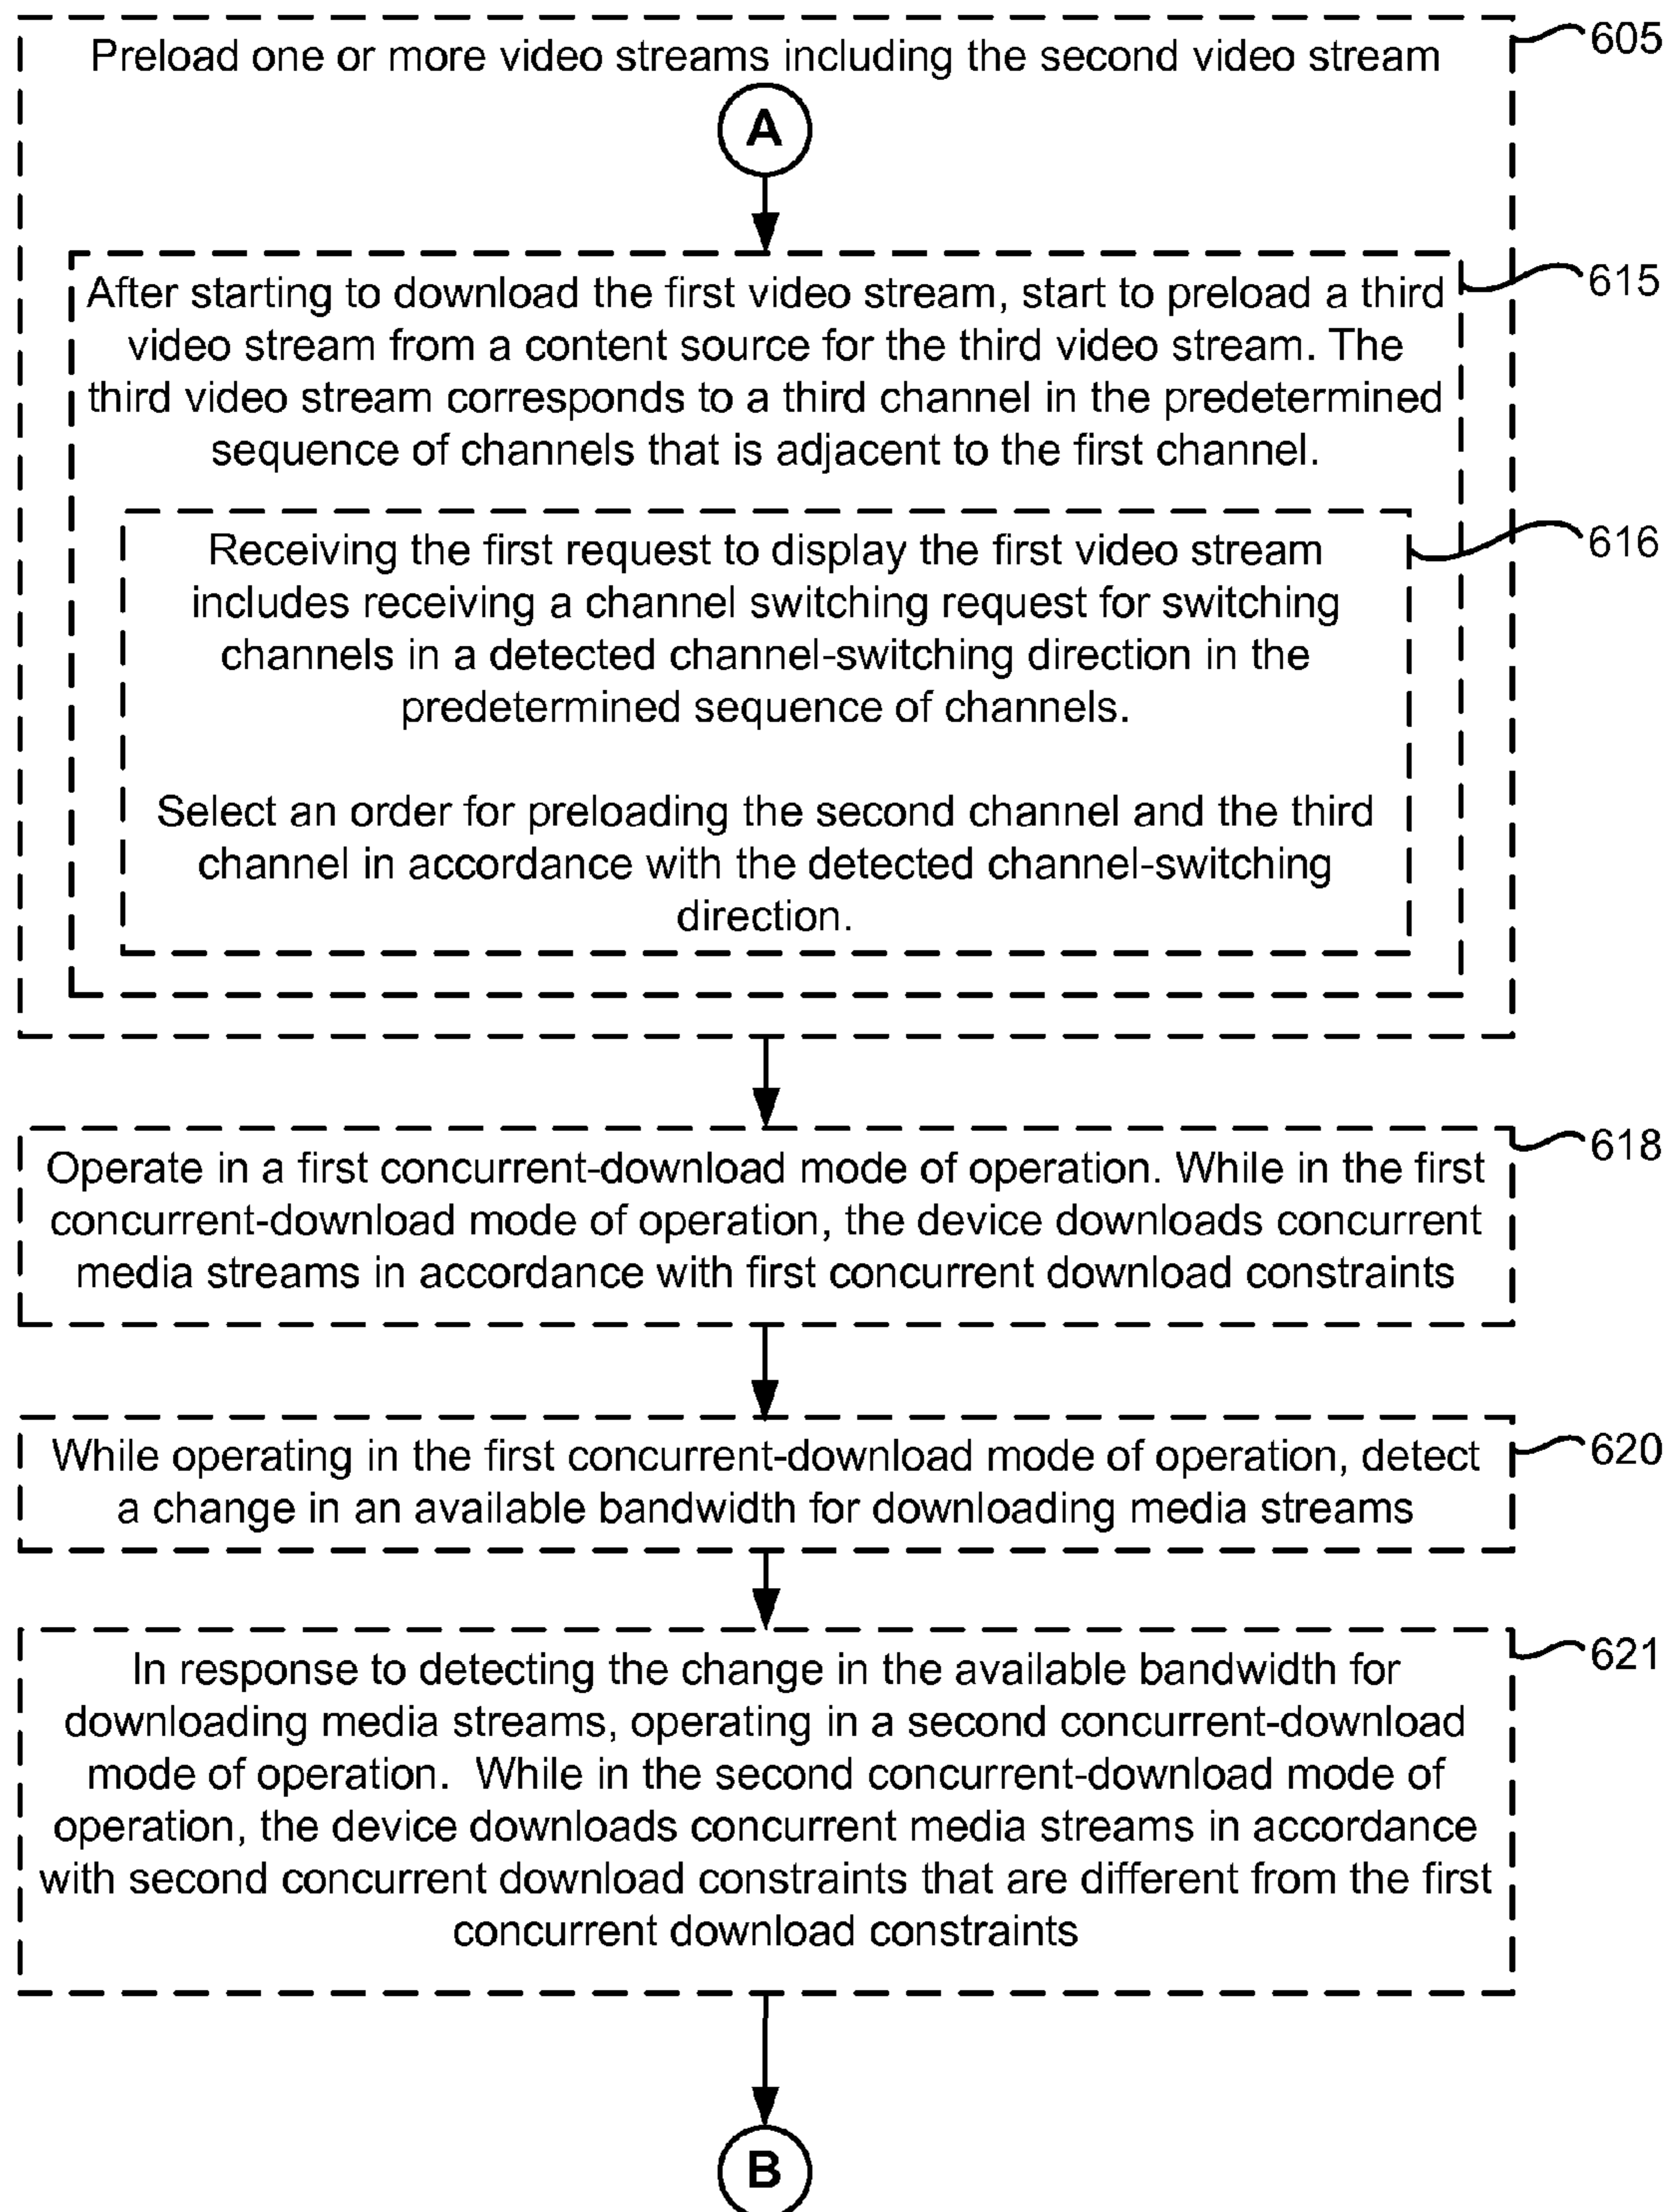 Preload one or more video streams including the second video stream
605
A
After starting to download the first video stream, start to preload a third
video stream from a content source for the third video stream. The
third video stream corresponds to a third channel in the predetermined
sequence of channels that is adjacent to the first channel.
615
Receiving the first request to display the first video stream
includes receiving a channel switching request for switching
channels in a detected channel-switching direction in the
predetermined sequence of channels.
616
Select an order for preloading the second channel and the third
channel in accordance with the detected channel-switching
direction.
Operate in a first concurrent-download mode of operation. While in the first
concurrent-download mode of operation, the device downloads concurrent
media streams in accordance with first concurrent download constraints
618
While operating in the first concurrent-download mode of operation, detect
a change in an available bandwidth for downloading media streams
620
In response to detecting the change in the available bandwidth for
downloading media streams, operating in a second concurrent-download
mode of operation.  While in the second concurrent-download mode of
operation, the device downloads concurrent media streams in accordance
with second concurrent download constraints that are different from the first
concurrent download constraints
621
B